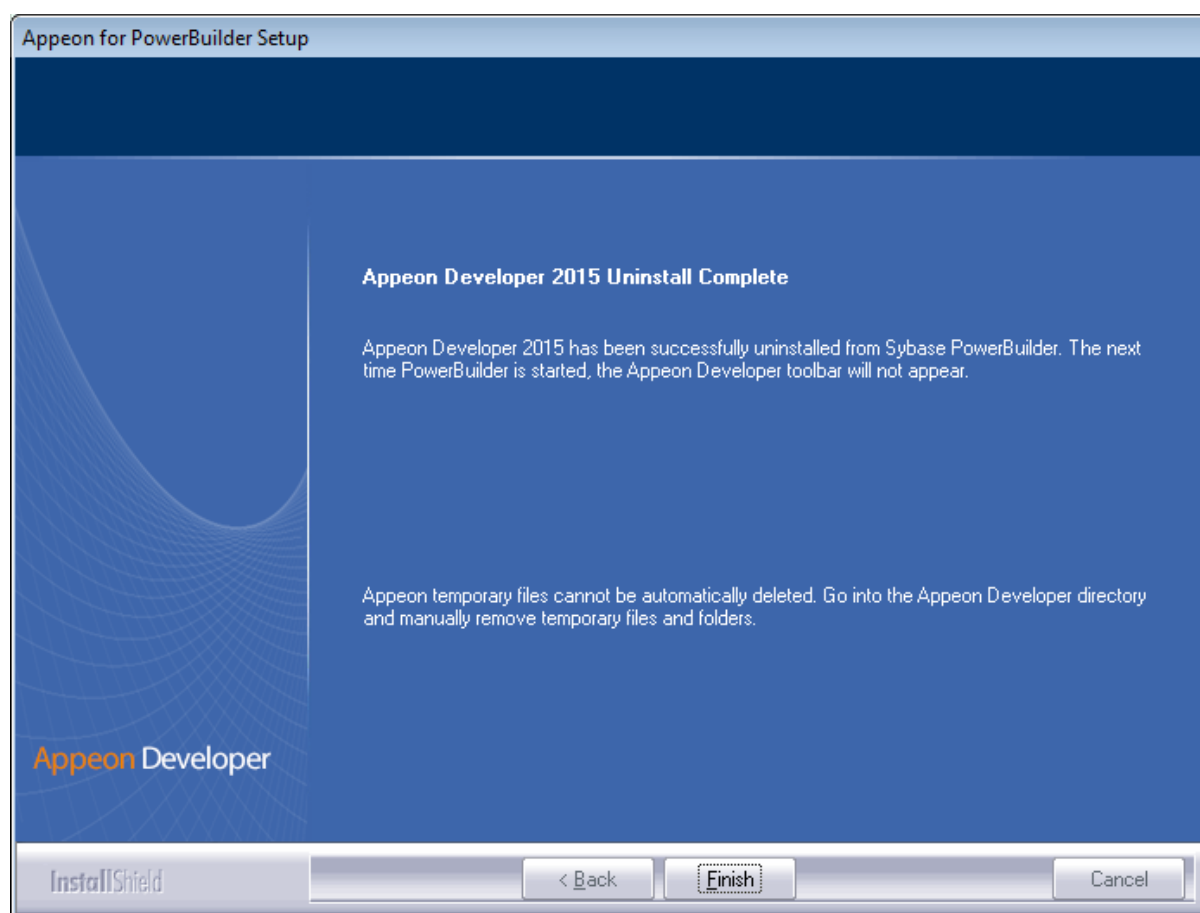 Appeon for PowerBuilder Setup
Appeon Developer 2015 Uninstall Complete
Appeon Developer 2015 has been successfully uninstalled from Sybase PowerBuilder. The next
time PowerBuilder is started, the Appeon Developer toolbar will not appear.
Appeon temporary files cannot be automatically deleted. Go into the Appeon Developer directory
and manually remove temporary files and folders.
Appeon Developer
InstallShield
< Back
Finish
Cancel